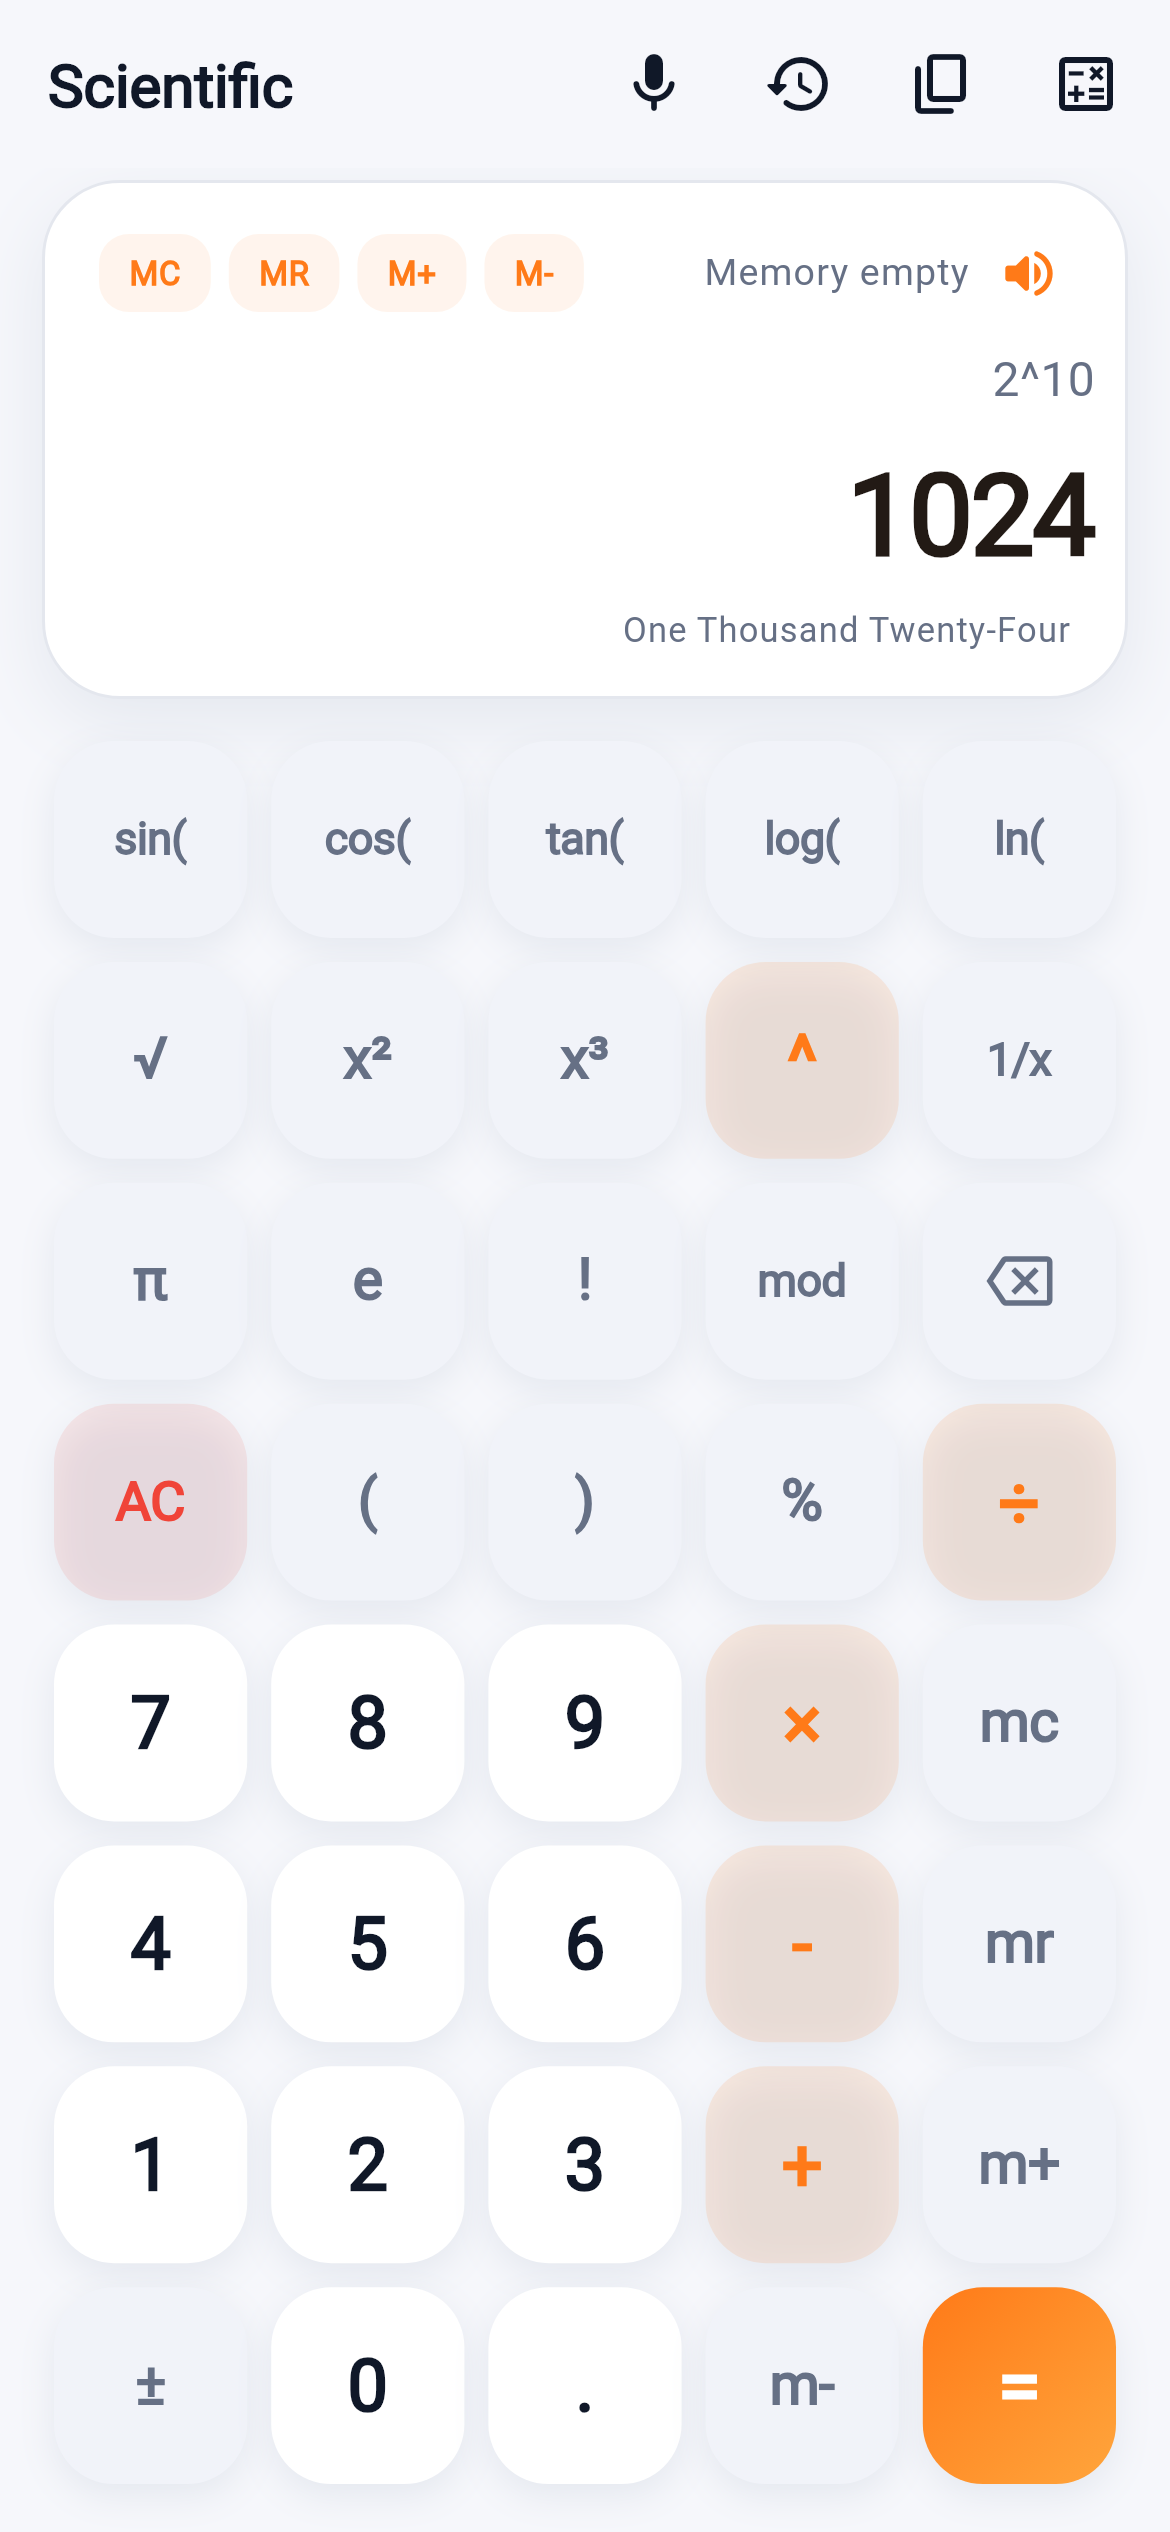 Scientific
MC MR M+ M- Memory empty
2^10
1024
One Thousand Twenty-Four
sin( cos( tan( log( ln(
√ x² x³ ^ 1/x
π e ! mod
AC ( ) % ÷
7 8 9 × mc
4 5 6 - mr
1 2 3 + m+
± 0 . m- =